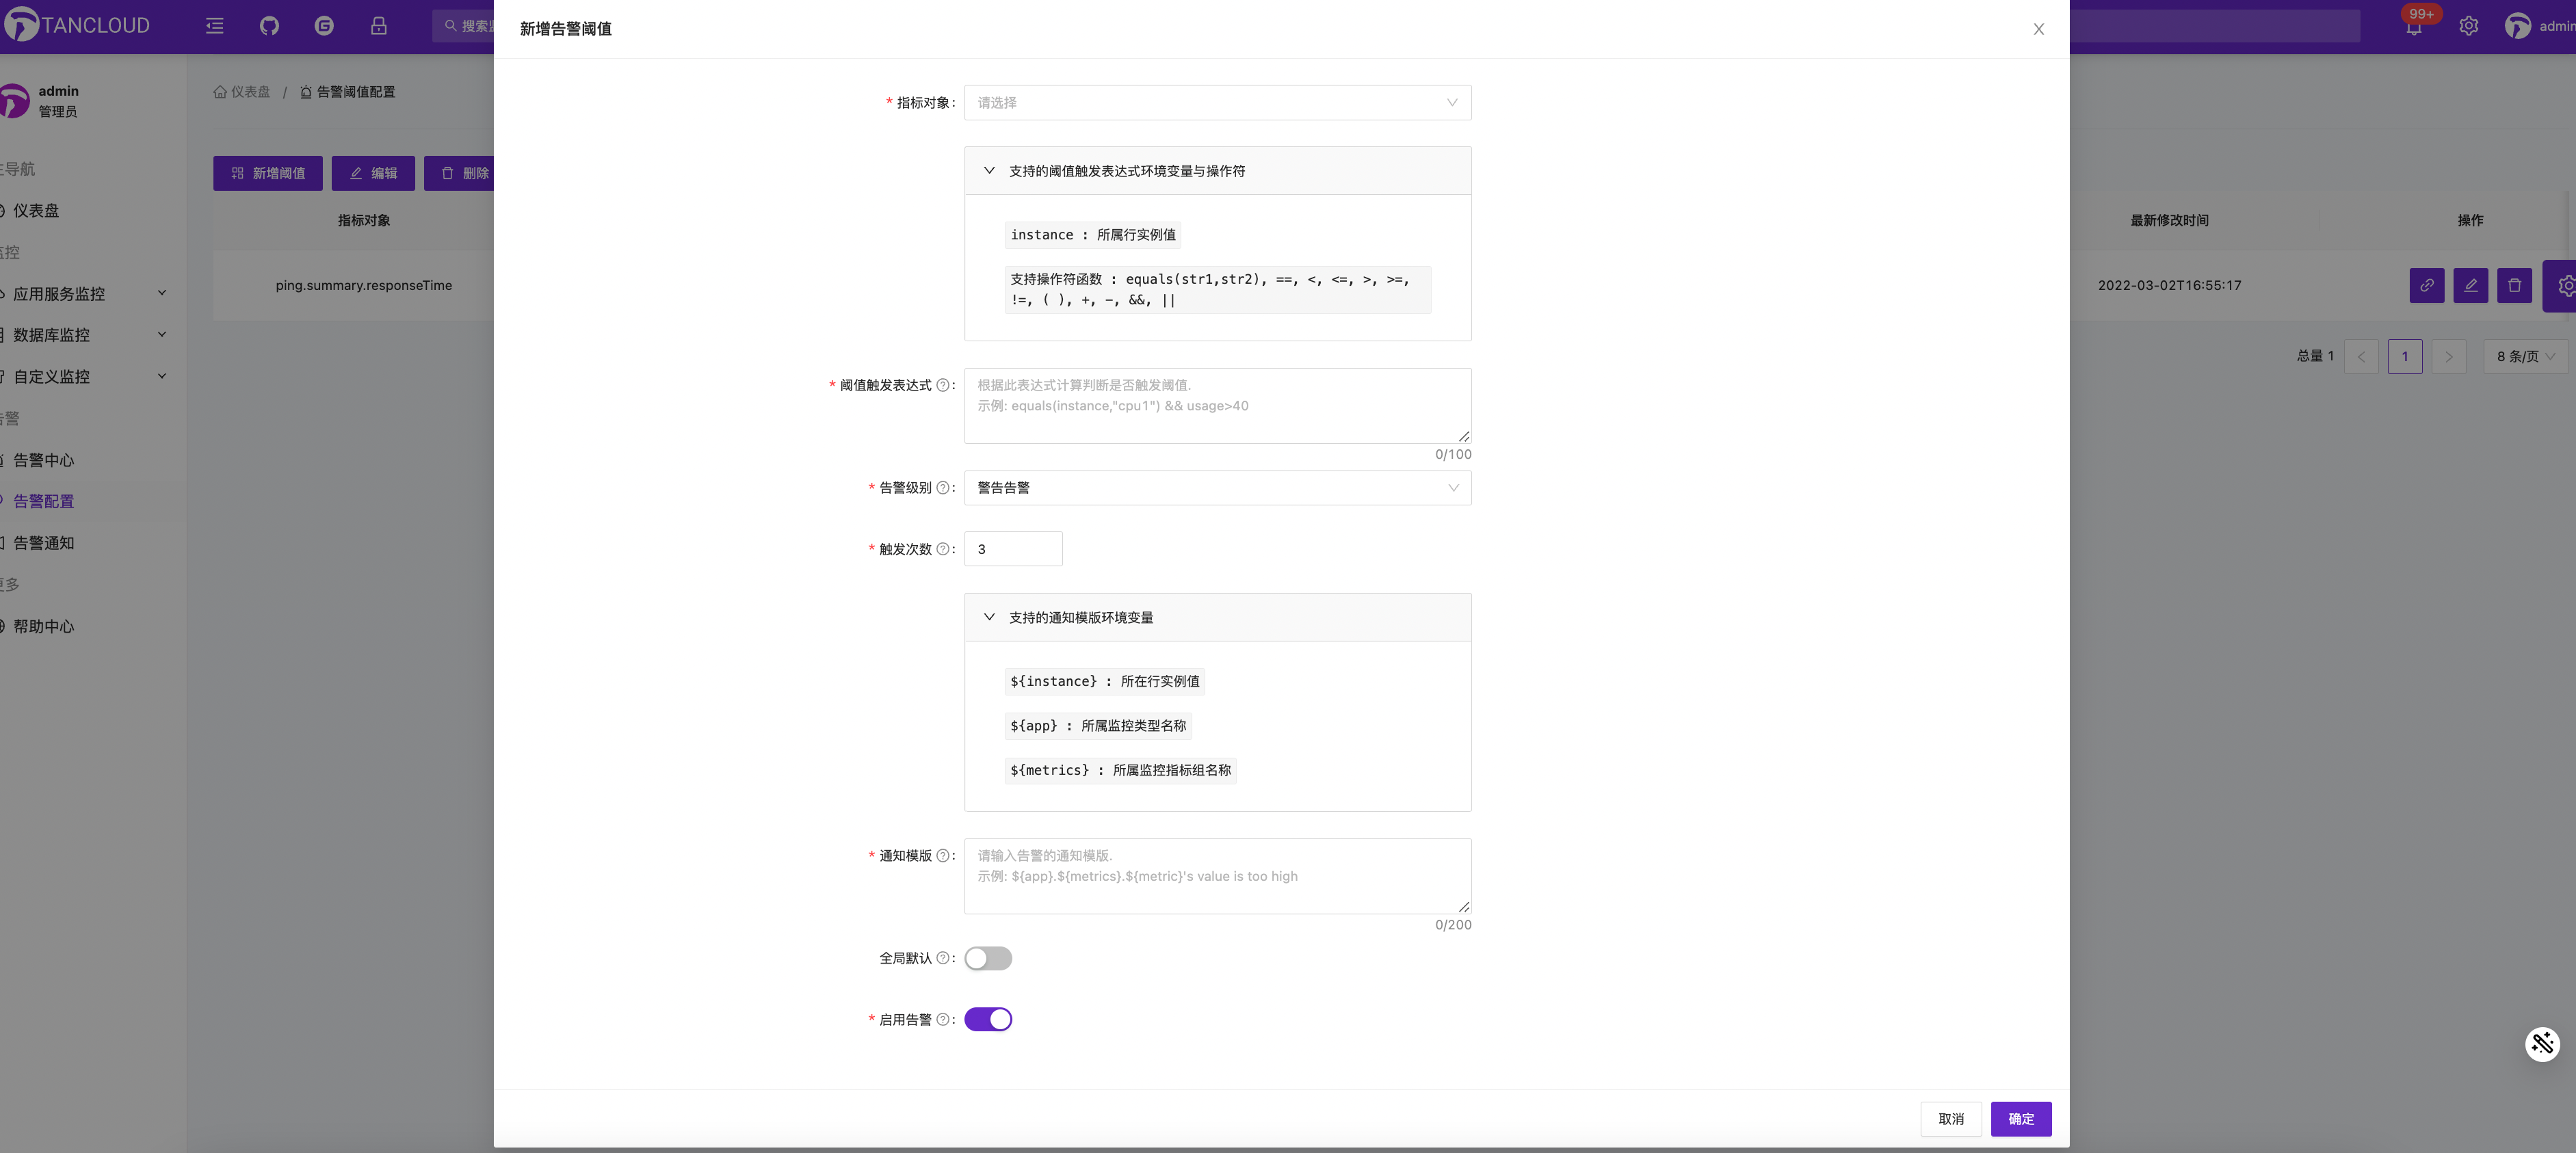 TANCLOUD
搜索
99+
admin
新增告警阈值
admin
管理员
仪表盘 / 告警阈值配置
主导航
仪表盘
监控
应用服务监控
数据库监控
自定义监控
告警
告警中心
告警配置
告警通知
更多
帮助中心
新增阈值
编辑
删除
指标对象
最新修改时间
操作
ping.summary.responseTime
2022-03-02T16:55:17
总量 1
1
8 条/页
* 指标对象:
请选择
支持的阈值触发表达式环境变量与操作符
instance : 所属行实例值
支持操作符函数 : equals(str1,str2), ==, <, <=, >, >=,
!=, ( ), +, -, &&, ||
* 阈值触发表达式 :
根据此表达式计算判断是否触发阈值.
示例: equals(instance,"cpu1") && usage>40
0/100
* 告警级别 :
警告告警
* 触发次数 :
3
支持的通知模版环境变量
${instance} : 所在行实例值
${app} : 所属监控类型名称
${metrics} : 所属监控指标组名称
* 通知模版 :
请输入告警的通知模版.
示例: ${app}.${metrics}.${metric}'s value is too high
0/200
全局默认 :
* 启用告警 :
取消
确定